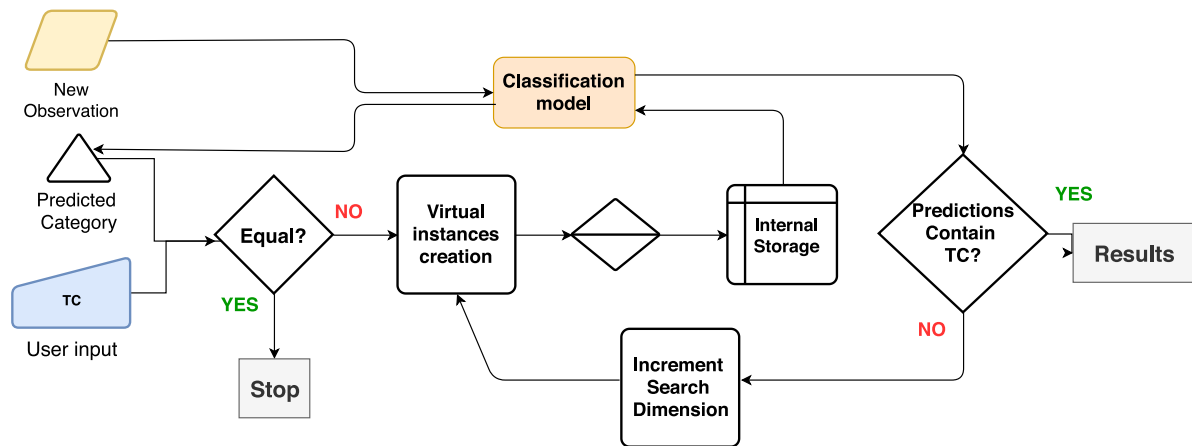 New
Observation
Classification
model
Predicted
Category
Equal?
NO
YES
Stop
TC
User input
Virtual
instances
creation
Internal
Storage
Predictions
Contain
TC?
YES
Results
NO
Increment
Search
Dimension